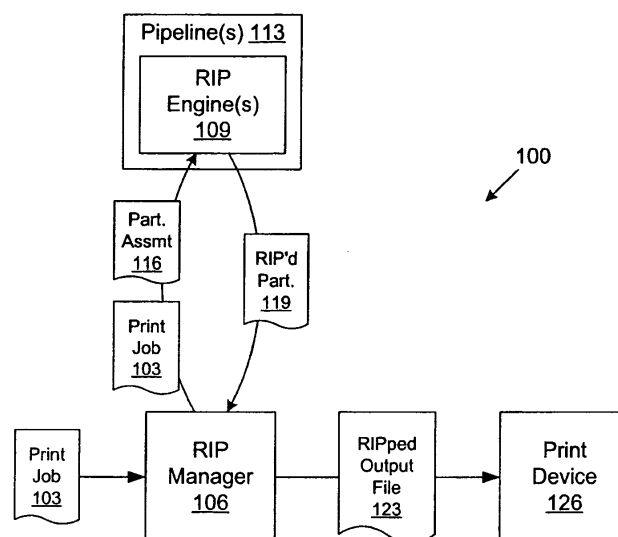 Pipeline(s) 113
RIP
Engine(s)
109
100
Part.
Assmt
116
RIP'd
Part.
119
Print
Job
103
Print
Job
103
RIP
Manager
106
RIPped
Output
File
123
Print
Device
126